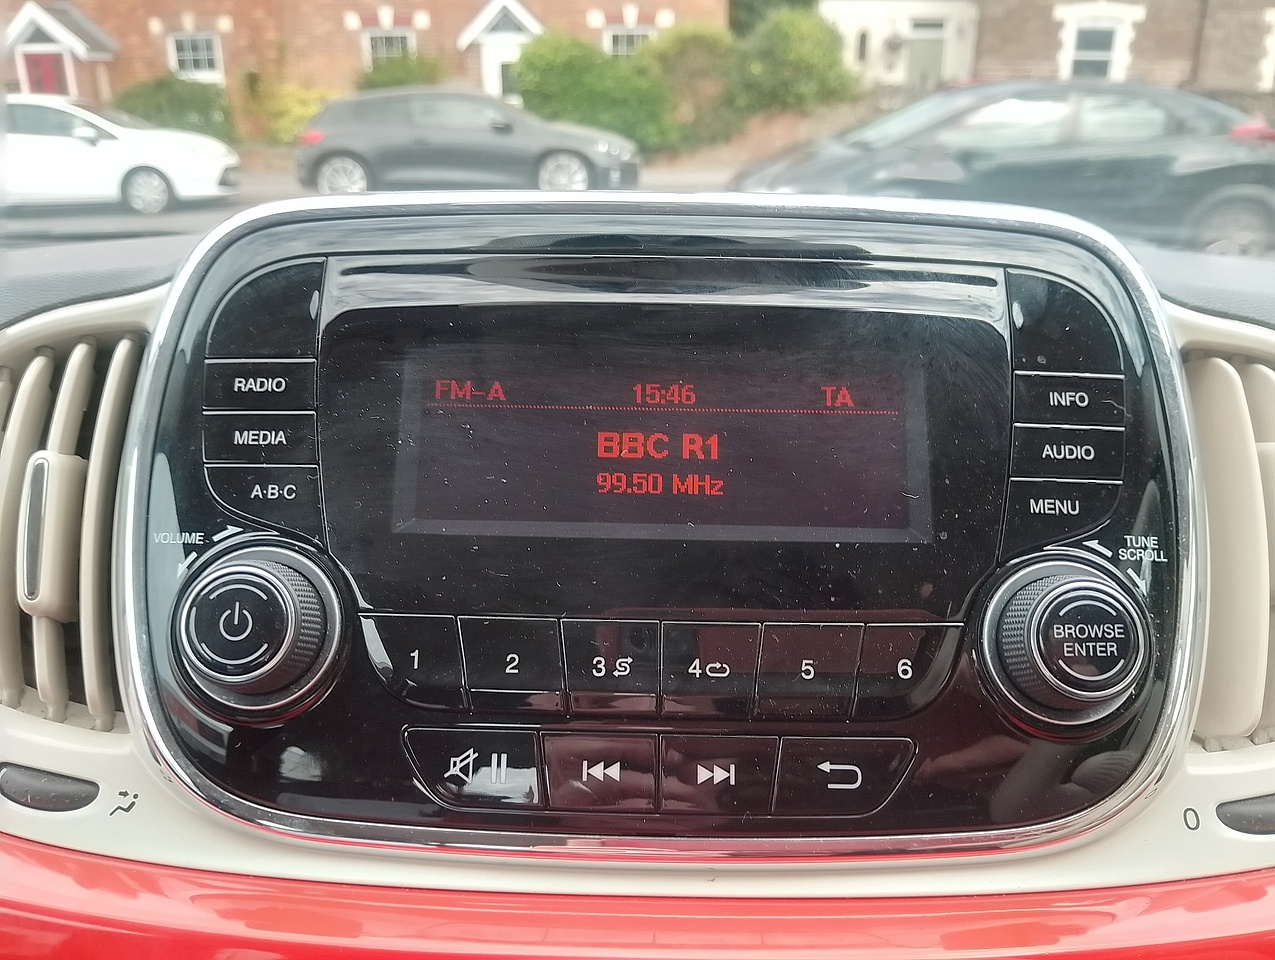 FM-A 15:46 TA
BBC R1
99.50 MHz
RADIO
MEDIA
A·B·C
INFO
AUDIO
MENU
VOLUME
TUNE
SCROLL
BROWSE
ENTER
1 2 3 4 5 6
0